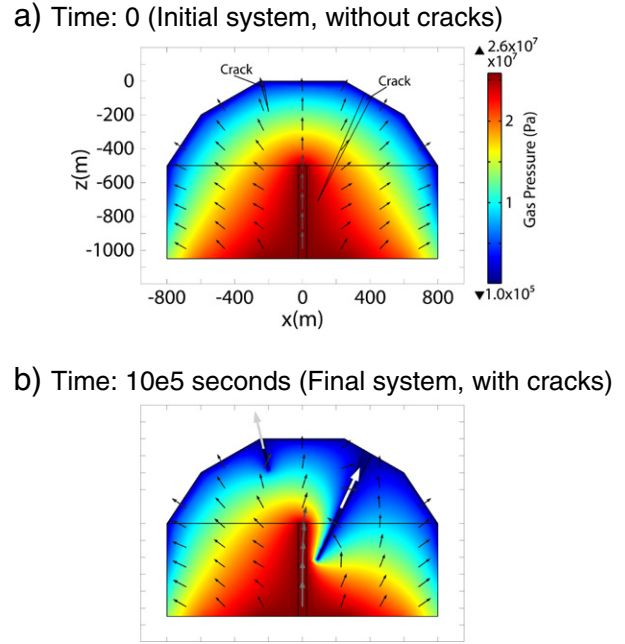 a) Time: 0 (Initial system, without cracks)
▲ 2.6x10⁷
x10⁷
Crack
Crack
0
-200
-400
-600
-800
-1000
z(m)
2
1
Gas Pressure (Pa)
▼1.0x10⁵
-800 -400 0 400 800
x(m)
b) Time: 10e5 seconds (Final system, with cracks)